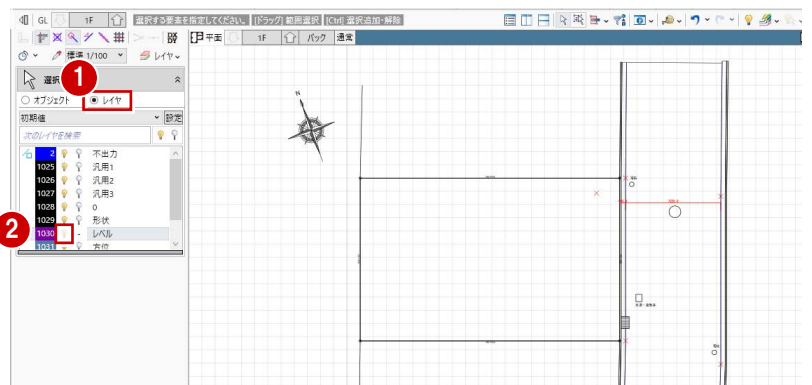 GL 1F 選択する要素を指定してください。 [ドラッグ] 範囲選択 [Ctrl] 選択追加・解除
平面 1F バック 通常
標準 1/100 レイヤ
1
選択
オブジェクト レイヤ
初期値 設定
次のレイヤを検索
2 不出力
1025 汎用1
1026 汎用2
1027 汎用3
1028 0
1029 形状
2
1030 - レベル
1031 方位
N